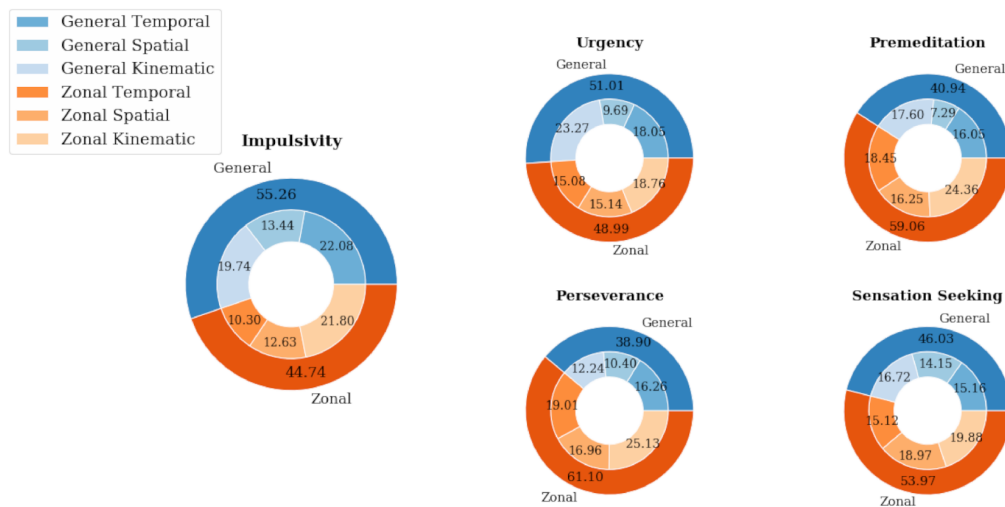 General Temporal
General Spatial
General Kinematic
Zonal Temporal
Zonal Spatial
Zonal Kinematic
Impulsivity
General
55.26
13.44
22.08
19.74
10.30
21.80
12.63
44.74
Zonal
Urgency
General
51.01
9.69
23.27
18.05
15.08
18.76
15.14
48.99
Zonal
Premeditation
General
40.94
17.60
7.29
16.05
18.45
24.36
16.25
59.06
Zonal
Perseverance
General
38.90
12.24
10.40
16.26
19.01
25.13
16.96
61.10
Zonal
Sensation Seeking
General
46.03
14.15
16.72
15.16
15.12
19.88
18.97
53.97
Zonal